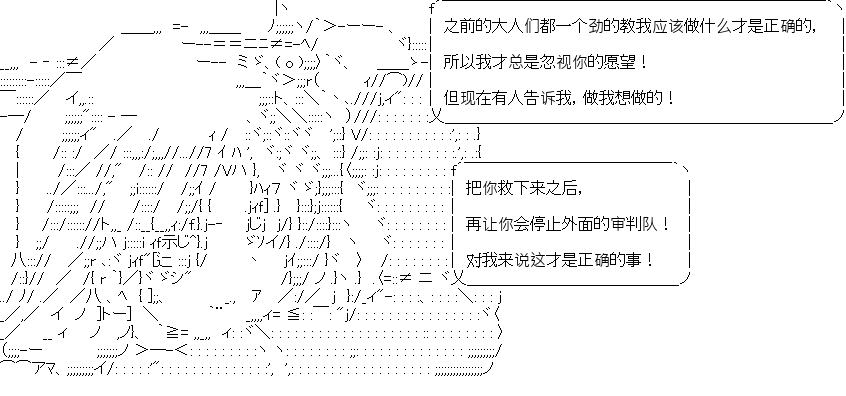 之前的大人们都一个劲的教我应该做什么才是正确的，
所以我才总是忽视你的愿望！
但现在有人告诉我，做我想做的！
把你救下来之后，
再让你会停止外面的审判队！
对我来说这才是正确的事！